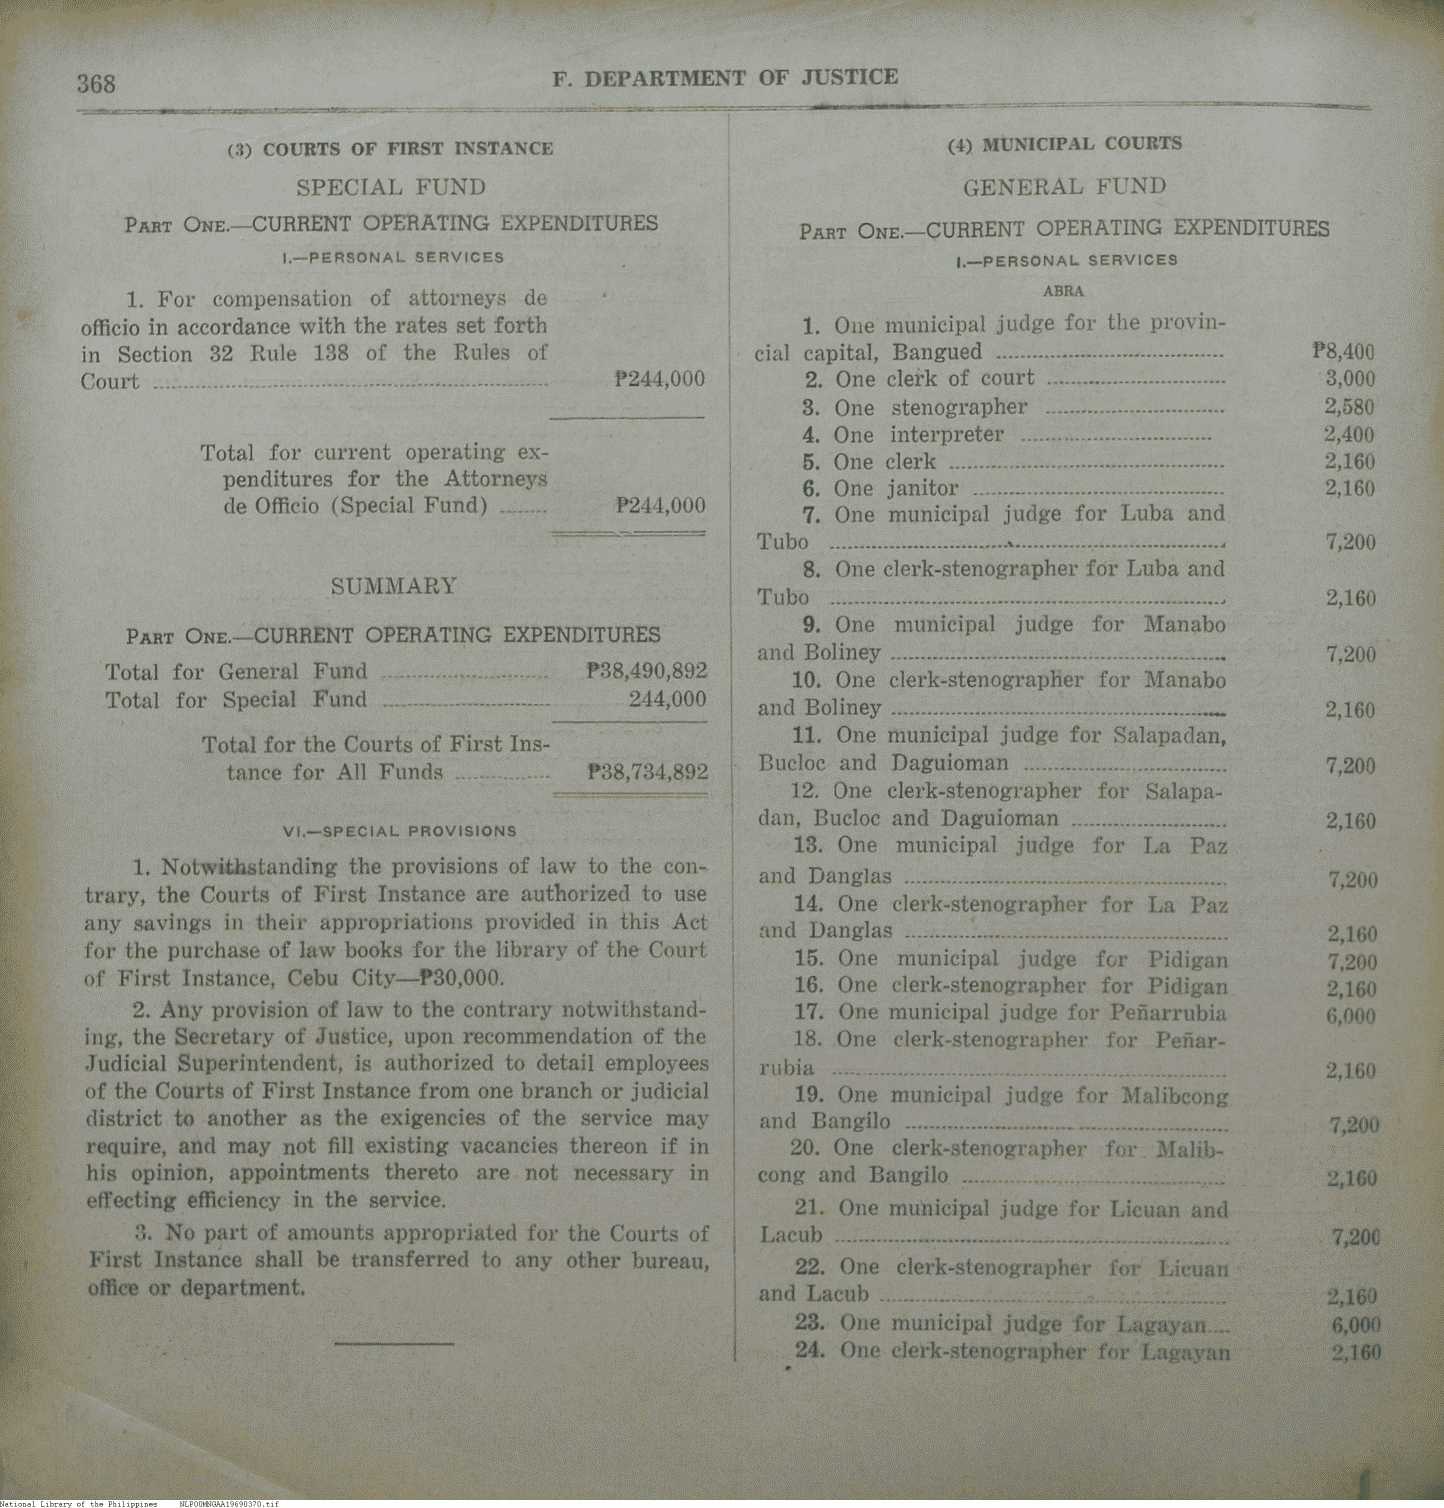 368
F. DEPARTMENT OF JUSTICE
(3) COURTS OF FIRST INSTANCE
SPECIAL FUND
PART ONE.—CURRENT OPERATING EXPENDITURES
I.—PERSONAL SERVICES
1. For compensation of attorneys de
officio in accordance with the rates set forth
in Section 32 Rule 138 of the Rules of
Court ........ ₱244,000
Total for current operating ex-
penditures for the Attorneys
de Officio (Special Fund) ........ ₱244,000
SUMMARY
PART ONE.—CURRENT OPERATING EXPENDITURES
Total for General Fund ........ ₱38,490,892
Total for Special Fund ........ 244,000
Total for the Courts of First Ins-
tance for All Funds ........ ₱38,734,892
VI.—SPECIAL PROVISIONS
1. Notwithstanding the provisions of law to the con-
trary, the Courts of First Instance are authorized to use
any savings in their appropriations provided in this Act
for the purchase of law books for the library of the Court
of First Instance, Cebu City—₱30,000.
2. Any provision of law to the contrary notwithstand-
ing, the Secretary of Justice, upon recommendation of the
Judicial Superintendent, is authorized to detail employees
of the Courts of First Instance from one branch or judicial
district to another as the exigencies of the service may
require, and may not fill existing vacancies thereon if in
his opinion, appointments thereto are not necessary in
effecting efficiency in the service.
3. No part of amounts appropriated for the Courts of
First Instance shall be transferred to any other bureau,
office or department.
(4) MUNICIPAL COURTS
GENERAL FUND
PART ONE.—CURRENT OPERATING EXPENDITURES
I.—PERSONAL SERVICES
ABRA
1. One municipal judge for the provin-
cial capital, Bangued ........ ₱8,400
2. One clerk of court ........ 3,000
3. One stenographer ........ 2,580
4. One interpreter ........ 2,400
5. One clerk ........ 2,160
6. One janitor ........ 2,160
7. One municipal judge for Luba and
Tubo ........ 7,200
8. One clerk-stenographer for Luba and
Tubo ........ 2,160
9. One municipal judge for Manabo
and Boliney ........ 7,200
10. One clerk-stenographer for Manabo
and Boliney ........ 2,160
11. One municipal judge for Salapadan,
Bucloc and Daguioman ........ 7,200
12. One clerk-stenographer for Salapa-
dan, Bucloc and Daguioman ........ 2,160
13. One municipal judge for La Paz
and Danglas ........ 7,200
14. One clerk-stenographer for La Paz
and Danglas ........ 2,160
15. One municipal judge for Pidigan 7,200
16. One clerk-stenographer for Pidigan 2,160
17. One municipal judge for Peñarrubia 6,000
18. One clerk-stenographer for Peñar-
rubia ........ 2,160
19. One municipal judge for Malibcong
and Bangilo ........ 7,200
20. One clerk-stenographer for Malib-
cong and Bangilo ........ 2,160
21. One municipal judge for Licuan and
Lacub ........ 7,200
22. One clerk-stenographer for Licuan
and Lacub ........ 2,160
23. One municipal judge for Lagayan.... 6,000
24. One clerk-stenographer for Lagayan 2,160
National Library of the Philippines NLP00MNGAA19690370.tif